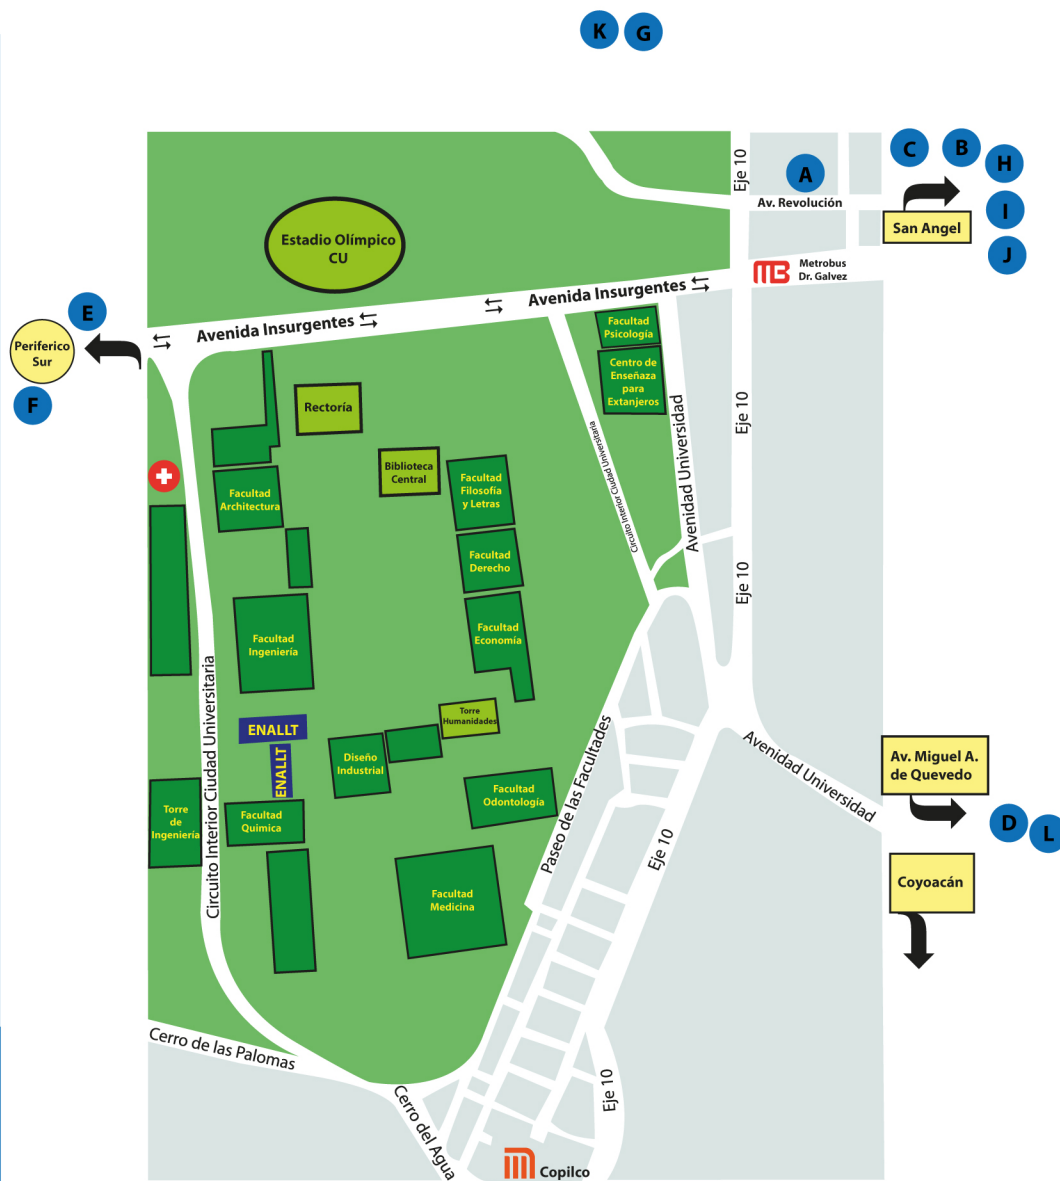 K
G
C
B
H
A
Eje 10
Av. Revolución
I
San Angel
J
Estadio Olímpico
CU
Metrobus
Dr. Galvez
Avenida Insurgentes
Avenida Insurgentes
E
Periferico
Sur
F
Facultad
Psicología
Centro de
Enseñaza
para
Extanjeros
Rectoría
Eje 10
Avenidad Universidad
Circuito Interior Ciudad Universitaria
Biblioteca
Central
Facultad
Filosofía
y Letras
Facultad
Architectura
Facultad
Derecho
Eje 10
Facultad
Ingeniería
Facultad
Economía
Circuito Interior Ciudad Universitaria
Torre
Humanidades
ENALLT
ENALLT
Diseño
Industrial
Paseo de las Facultades
Avenidad Universidad
Av. Miguel A.
de Quevedo
D
L
Facultad
Odontología
Torre
de
Ingeniería
Facultad
Quimica
Eje 10
Coyoacán
Facultad
Medicina
Cerro de las Palomas
Cerro del Agua
Eje 10
Copilco